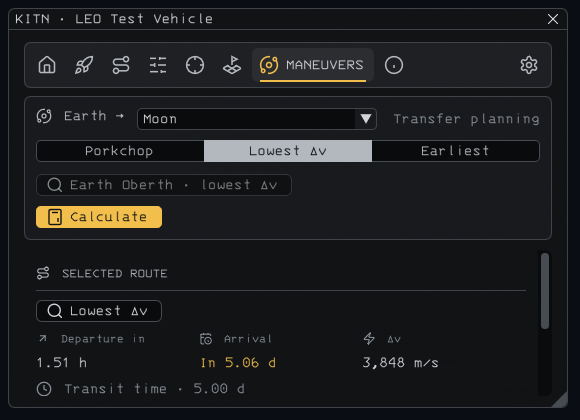 KITN · LEO Test Vehicle
MANEUVERS
Earth → Moon Transfer planning
Porkchop Lowest Δv Earliest
Earth Oberth · lowest Δv
Calculate
SELECTED ROUTE
Lowest Δv
Departure in Arrival Δv
1.51 h In 5.06 d 3,848 m/s
Transit time · 5.00 d